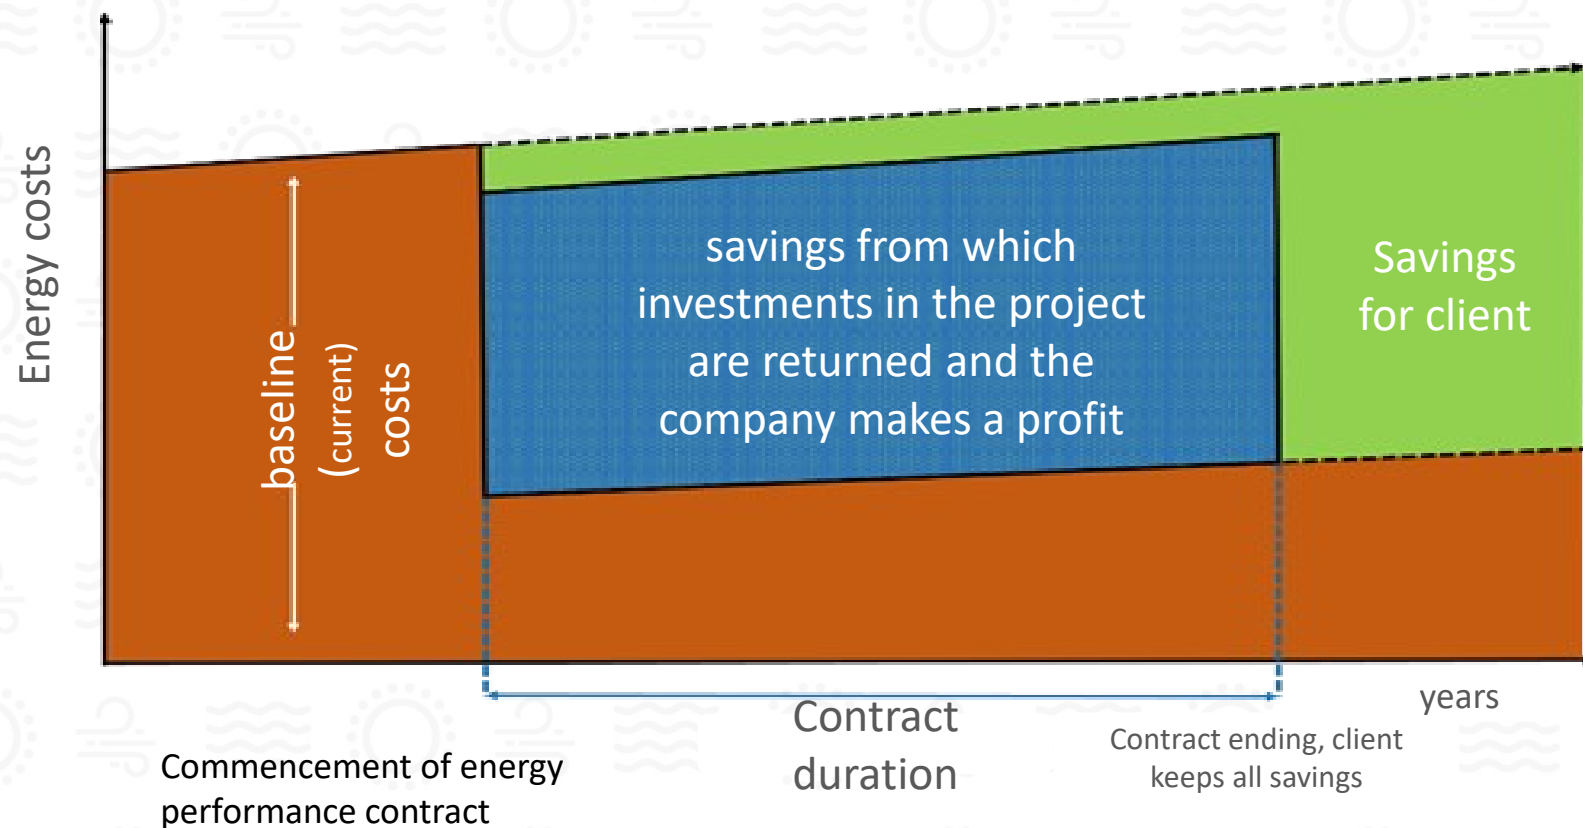 Energy costs
baseline
(current)
costs
savings from which
investments in the project
are returned and the
company makes a profit
Savings
for client
years
Contract
duration
Contract ending, client
keeps all savings
Commencement of energy
performance contract